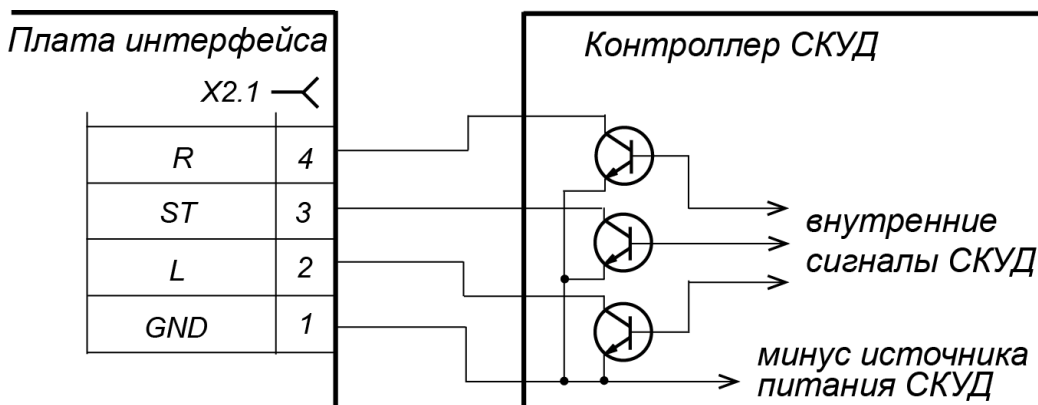 Плата интерфейса
Контроллер СКУД
X2.1
R 4
ST 3
L 2
GND 1
внутренние
сигналы СКУД
минус источника
питания СКУД